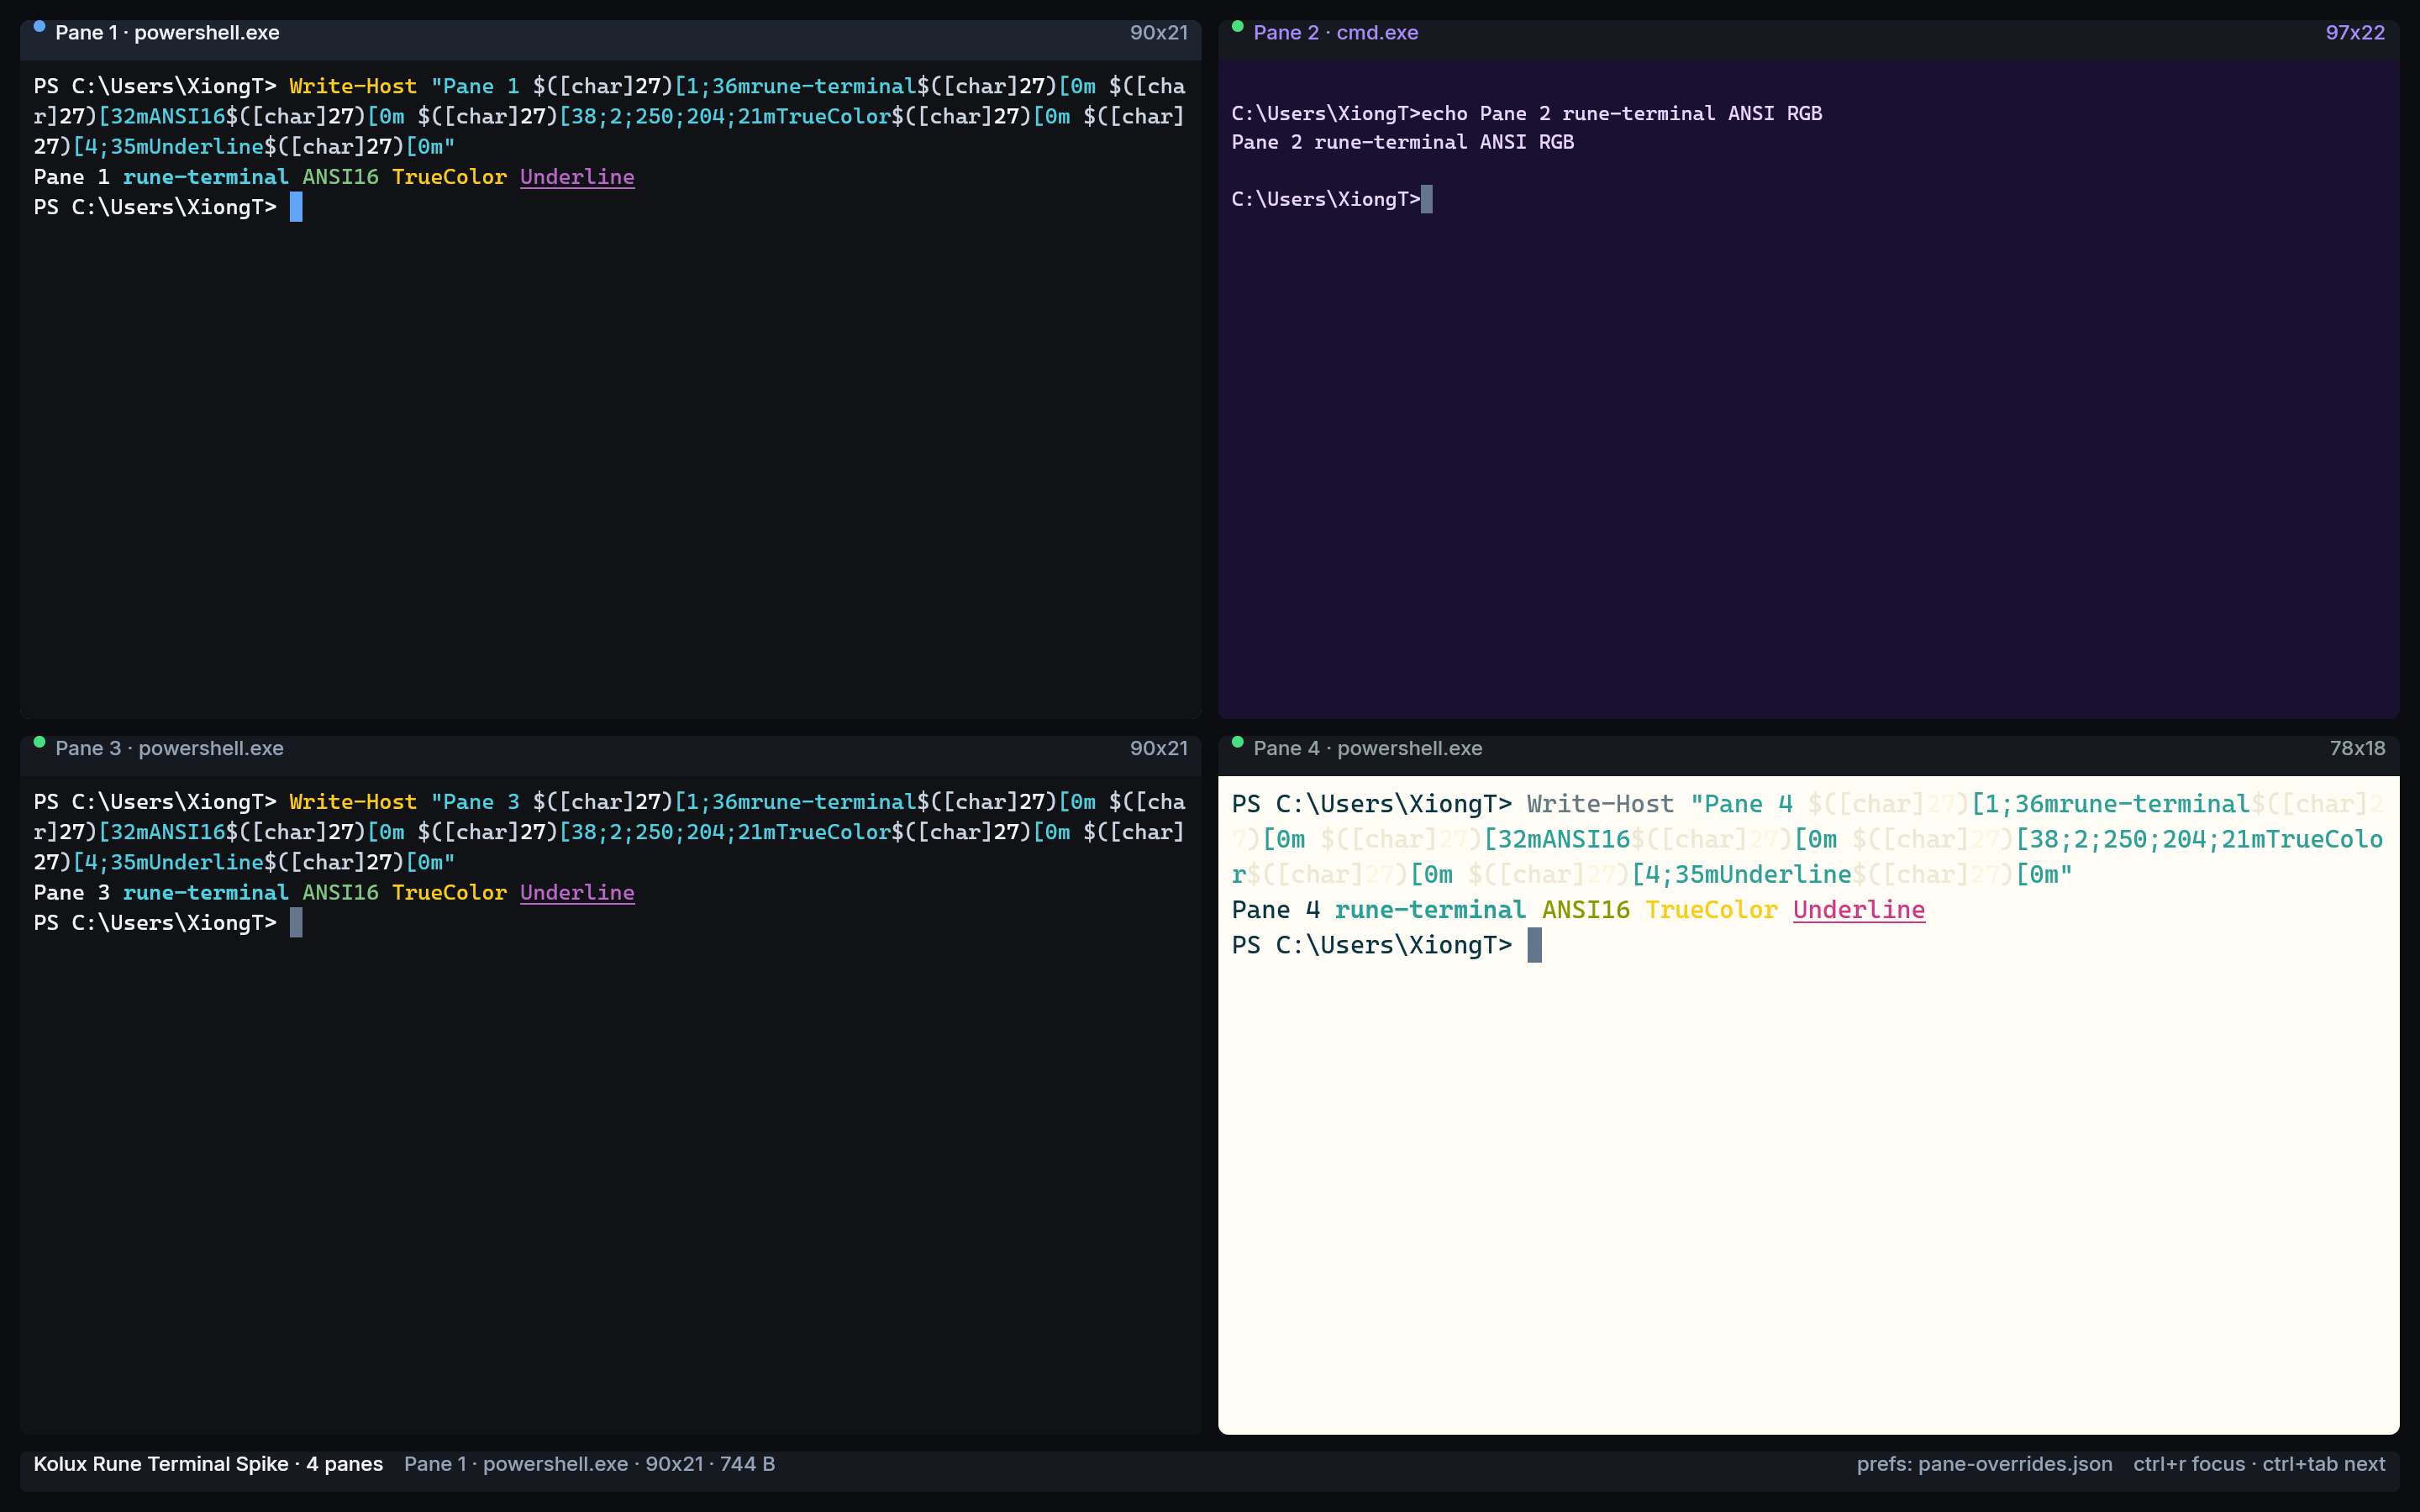 Pane 1 · powershell.exe 90x21
PS C:\Users\XiongT> Write-Host "Pane 1 $([char]27)[1;36mrune-terminal$([char]27)[0m $([cha
r]27)[32mANSI16$([char]27)[0m $([char]27)[38;2;250;204;21mTrueColor$([char]27)[0m $([char]
27)[4;35mUnderline$([char]27)[0m"
Pane 1 rune-terminal ANSI16 TrueColor Underline
PS C:\Users\XiongT>
Pane 2 · cmd.exe 97x22
C:\Users\XiongT>echo Pane 2 rune-terminal ANSI RGB
Pane 2 rune-terminal ANSI RGB
C:\Users\XiongT>
Pane 3 · powershell.exe 90x21
PS C:\Users\XiongT> Write-Host "Pane 3 $([char]27)[1;36mrune-terminal$([char]27)[0m $([cha
r]27)[32mANSI16$([char]27)[0m $([char]27)[38;2;250;204;21mTrueColor$([char]27)[0m $([char]
27)[4;35mUnderline$([char]27)[0m"
Pane 3 rune-terminal ANSI16 TrueColor Underline
PS C:\Users\XiongT>
Pane 4 · powershell.exe 78x18
PS C:\Users\XiongT> Write-Host "Pane 4 $([char]27)[1;36mrune-terminal$([char]2
7)[0m $([char]27)[32mANSI16$([char]27)[0m $([char]27)[38;2;250;204;21mTrueColo
r$([char]27)[0m $([char]27)[4;35mUnderline$([char]27)[0m"
Pane 4 rune-terminal ANSI16 TrueColor Underline
PS C:\Users\XiongT>
Kolux Rune Terminal Spike · 4 panes Pane 1 · powershell.exe · 90x21 · 744 B prefs: pane-overrides.json ctrl+r focus · ctrl+tab next